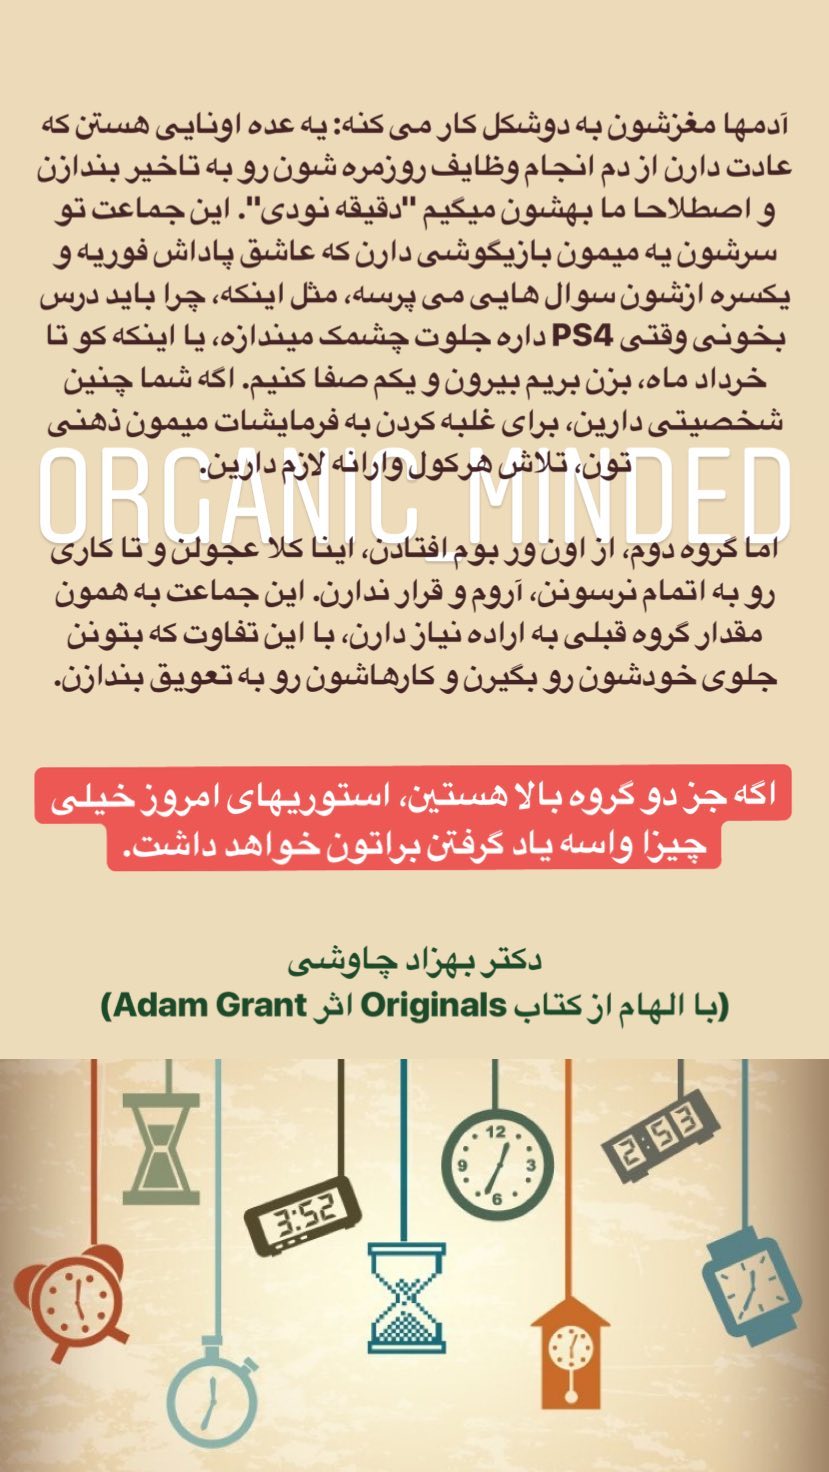 آدمها مغزشون به دوشکل کار می کنه: یه عده اونایی هستن که
عادت دارن از دم انجام وظایف روزمره شون رو به تاخیر بندازن
و اصطلاحا ما بهشون میگیم "دقیقه نودی". این جماعت تو
سرشون یه میمون بازیگوشی دارن که عاشق پاداش فوریه و
یکسره ازشون سوال هایی می پرسه، مثل اینکه، چرا باید درس
بخونی وقتی PS4 داره جلوت چشمک میندازه، یا اینکه کو تا
خرداد ماه، بزن بریم بیرون و یکم صفا کنیم. اگه شما چنین
شخصیتی دارین، برای غلبه کردن به فرمایشات میمون ذهنی
تون، تلاش هرکول وارانه لازم دارین.
ORGANIC_MINDED
اما گروه دوم، از اون ور بوم افتادن، اینا کلا عجولن و تا کاری
رو به اتمام نرسونن، آروم و قرار ندارن. این جماعت به همون
مقدار گروه قبلی به اراده نیاز دارن، با این تفاوت که بتونن
جلوی خودشون رو بگیرن و کارهاشون رو به تعویق بندازن.
اگه جز دو گروه بالا هستین، استوریهای امروز خیلی
چیزا واسه یاد گرفتن براتون خواهد داشت.
دکتر بهزاد چاوشی
(با الهام از کتاب Originals اثر Adam Grant)
12
9 3
6
2:53
3:52